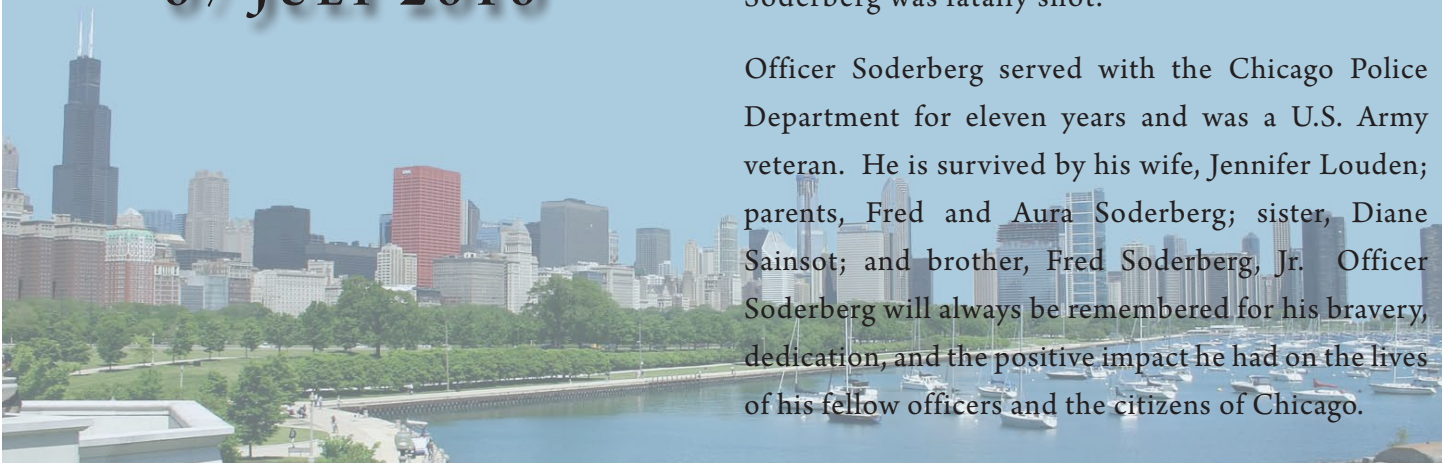 07 JULY 2010
Soderberg was fatally shot.
Officer Soderberg served with the Chicago Police
Department for eleven years and was a U.S. Army
veteran. He is survived by his wife, Jennifer Louden;
parents, Fred and Aura Soderberg; sister, Diane
Sainsot; and brother, Fred Soderberg, Jr. Officer
Soderberg will always be remembered for his bravery,
dedication, and the positive impact he had on the lives
of his fellow officers and the citizens of Chicago.